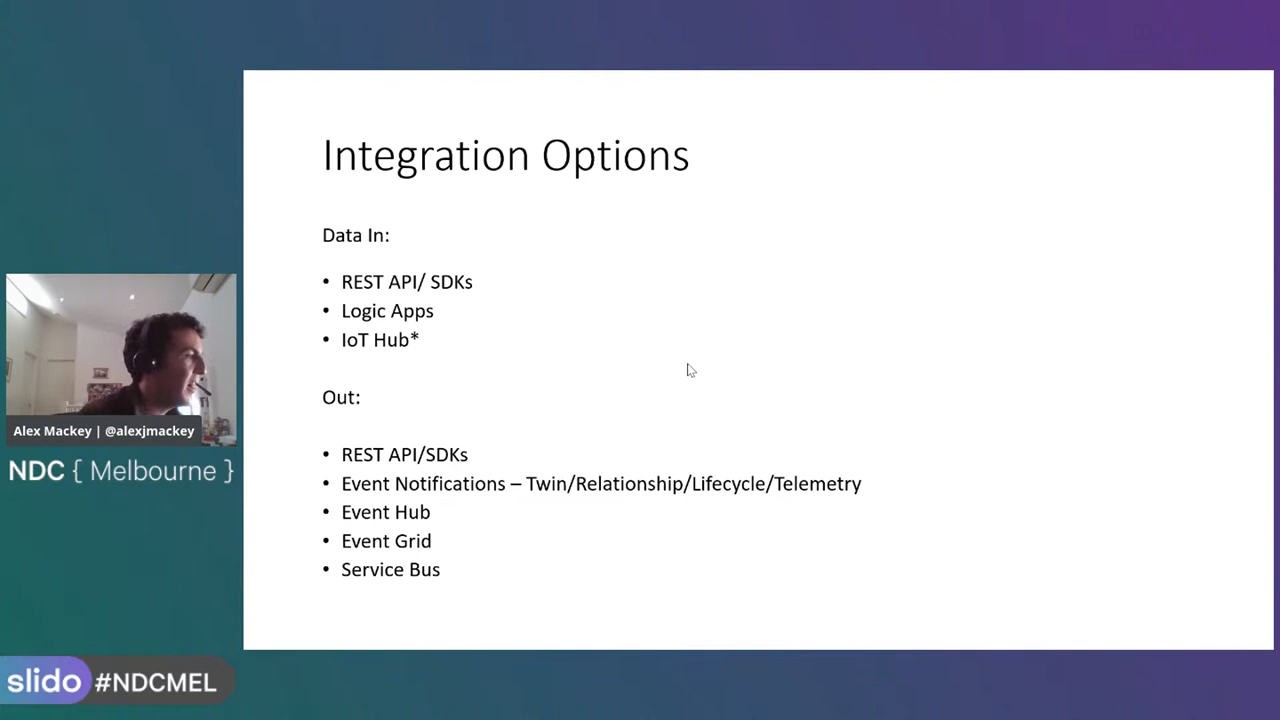 Integration Options
Data In:
• REST API/ SDKs
• Logic Apps
• IoT Hub*
Out:
• REST API/SDKs
• Event Notifications – Twin/Relationship/Lifecycle/Telemetry
• Event Hub
• Event Grid
• Service Bus
Alex Mackey | @alexjmackey
NDC { Melbourne }
slido #NDCMEL